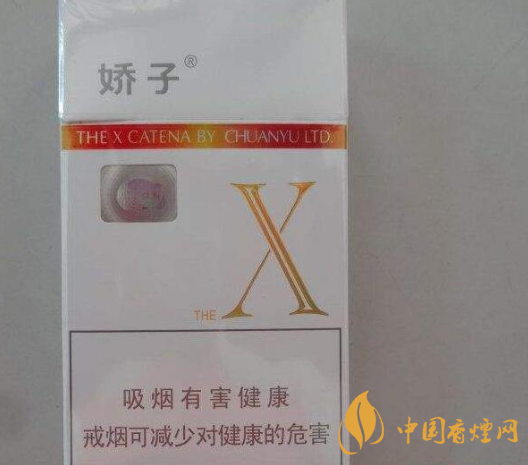 娇子®
THE X CATENA BY CHUANYU LTD.
THE X
吸烟有害健康
戒烟可减少对健康的危害
中国香烟网